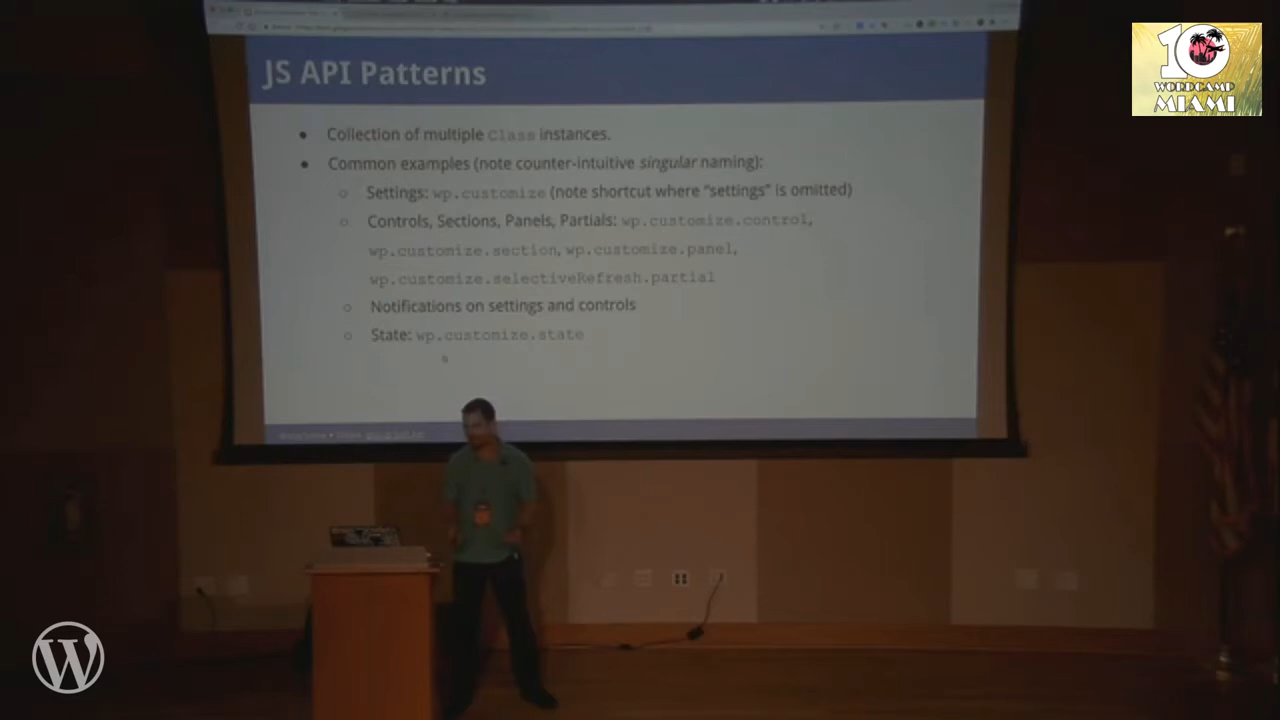 JS API Patterns
● Collection of multiple Class instances.
● Common examples (note counter-intuitive singular naming):
○ Settings: wp.customize (note shortcut where “settings” is omitted)
○ Controls, Sections, Panels, Partials: wp.customize.control,
wp.customize.section, wp.customize.panel,
wp.customize.selectiveRefresh.partial
○ Notifications on settings and controls
○ State: wp.customize.state
10
WORDCAMP
MIAMI
W